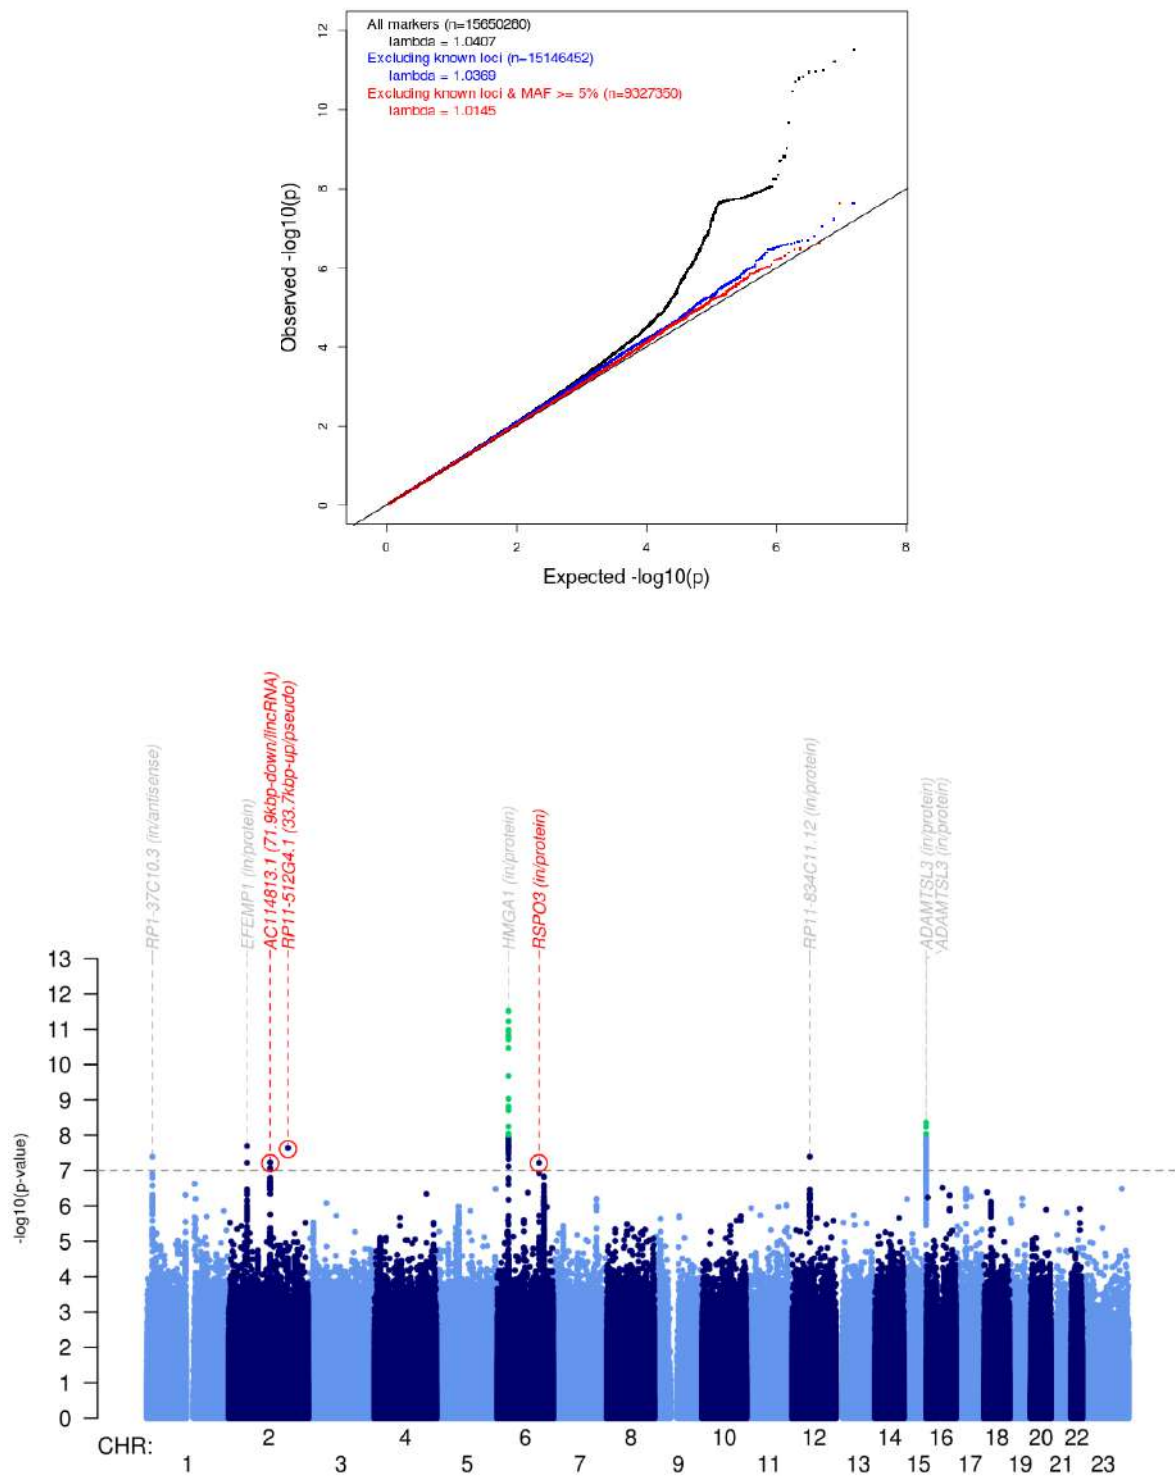 All markers (n=15650280)
lambda = 1.0407
Excluding known loci (n=15146452)
lambda = 1.0369
Excluding known loci & MAF >= 5% (n=9327350)
lambda = 1.0145
12
10
8
6
4
2
0
Observed -log10(p)
0 2 4 6 8
Expected -log10(p)
RP1-37C10.3 (in/antisense)
EFEMP1 (in/protein)
AC114813.1 (71.9kbp-down/lincRNA)
RP11-512G4.1 (33.7kbp-up/pseudo)
HMGA1 (in/protein)
RSPO3 (in/protein)
RP11-834C11.12 (in/protein)
ADAMTSL3 (in/protein)
ADAMTSL3 (in/protein)
13
12
11
10
9
8
7
6
5
4
3
2
1
0
-log10(p-value)
CHR:
2 4 6 8 10 12 14 16 18 20 22
1 3 5 7 9 11 13 15 17 19 21 23